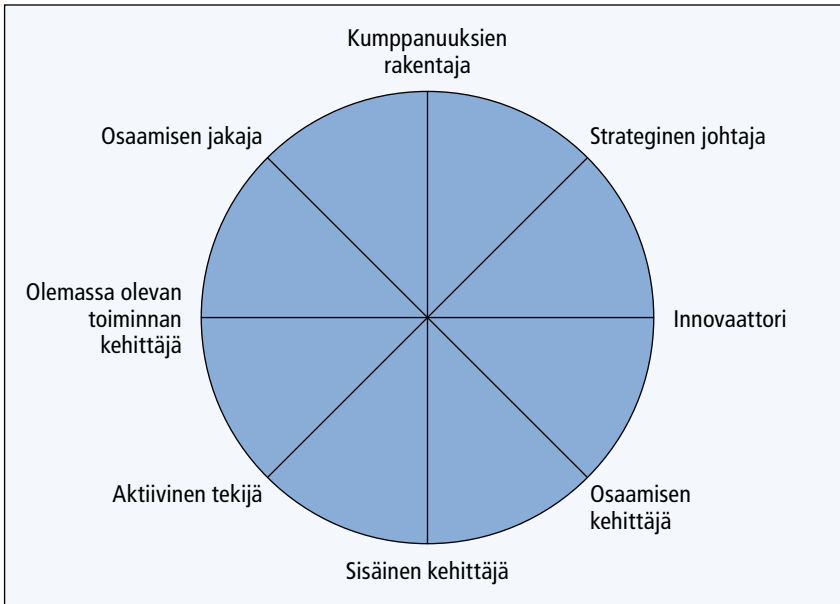 Kumppanuuksien
rakentaja
Osaamisen jakaja
Strateginen johtaja
Olemassa olevan
toiminnan
kehittäjä
Innovaattori
Aktiivinen tekijä
Osaamisen
kehittäjä
Sisäinen kehittäjä